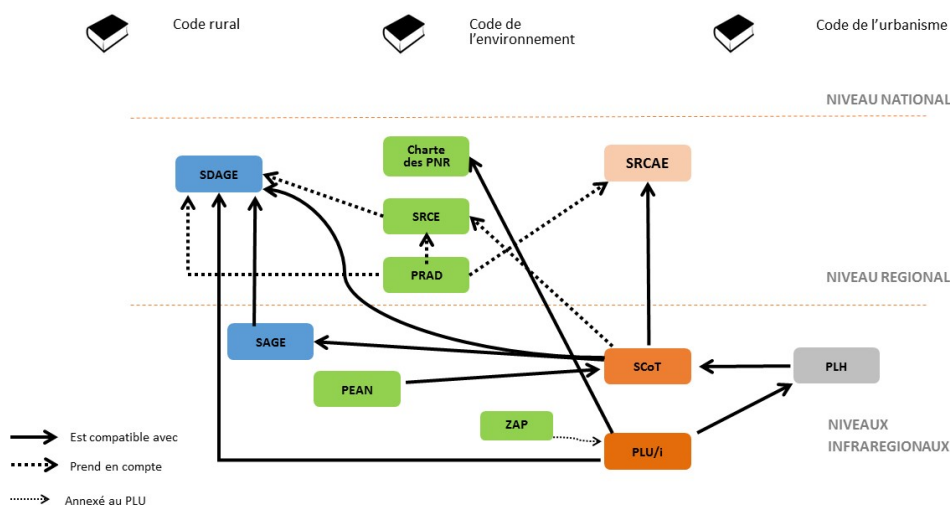 Code rural
Code de
l'environnement
Code de l'urbanisme
NIVEAU NATIONAL
Charte
des PNR
SRCAE
SDAGE
SRCE
PRAD
NIVEAU REGIONAL
SAGE
SCoT
PLH
PEAN
ZAP
NIVEAUX
INFRAREGIONAUX
PLU/i
Est compatible avec
Prend en compte
Annexé au PLU